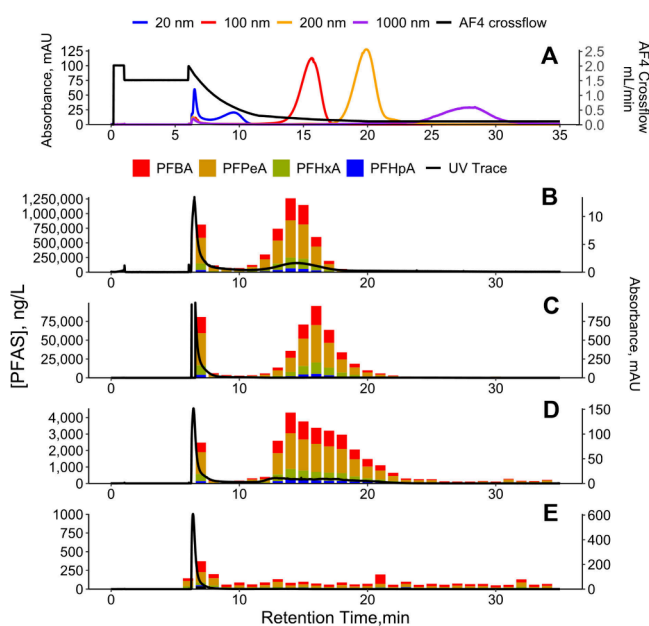 20 nm 100 nm 200 nm 1000 nm AF4 crossflow
A
Absorbance, mAU
125
100
75
50
25
0
AF4 Crossflow
mL/min
2.5
2.0
1.5
1.0
0.5
0.0
0 5 10 15 20 25 30 35
PFBA PFPeA PFHxA PFHpA UV Trace
[PFAS], ng/L
Absorbance, mAU
B
1,250,000
1,000,000
750,000
500,000
250,000
0
10
5
0
0 10 20 30
C
75,000
50,000
25,000
0
750
500
250
0
0 10 20 30
D
4,000
3,000
2,000
1,000
0
150
100
50
0
0 10 20 30
E
1000
750
500
250
0
600
400
200
0
0 10 20 30
Retention Time,min